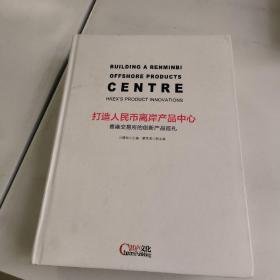 BUILDING A RENMINBI
OFFSHORE PRODUCTS
CENTRE
HKEX'S PRODUCT INNOVATIONS
打造人民币离岸产品中心
香港交易所的创新产品巡礼